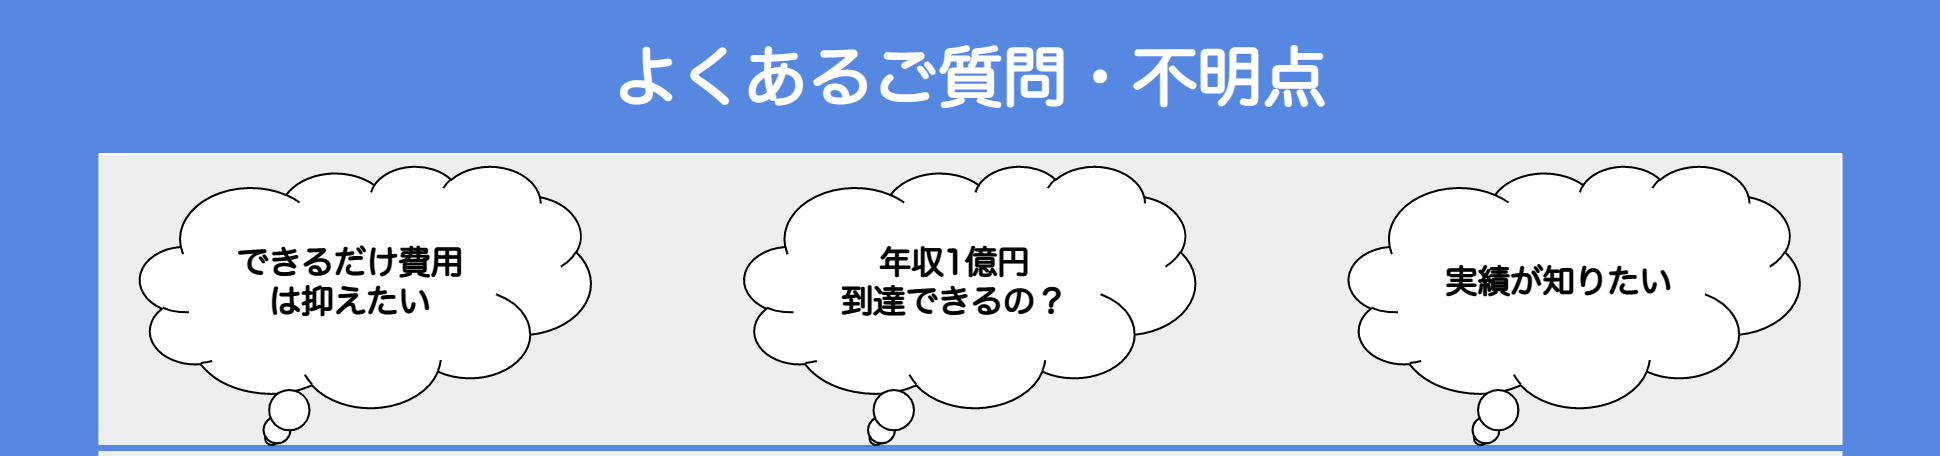 よくあるご質問・不明点
できるだけ費用
は抑えたい
年収1億円
到達できるの？
実績が知りたい